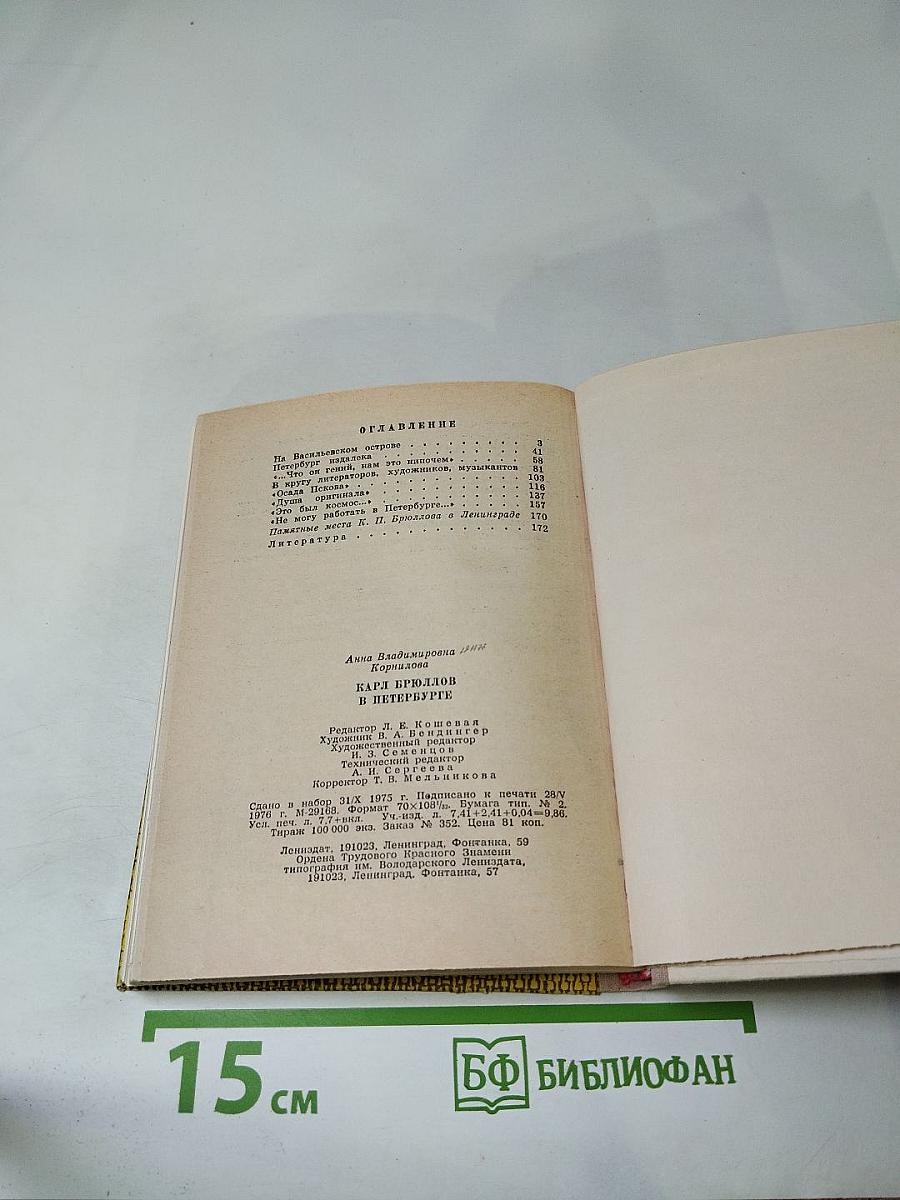 ОГЛАВЛЕНИЕ
На Васильевском острове . . . . . . . . . 3
Петербург издалека . . . . . . . . . . . 41
«...Что он гений, нам это нипочем» . . . . . 58
В кругу литераторов, художников, музыкантов 81
«Осада Пскова» . . . . . . . . . . . . . 103
«Душа оригинала» . . . . . . . . . . . . 116
«Это был космос...» . . . . . . . . . . . 137
«Не могу работать в Петербурге...» . . . . . 157
Памятные места К. П. Брюллова в Ленинграде 170
Литература . . . . . . . . . . . . . . 172
Анна Владимировна
Корнилова
КАРЛ БРЮЛЛОВ
В ПЕТЕРБУРГЕ
Редактор Л. Е. Кошевая
Художник В. А. Бендингер
Художественный редактор
И. З. Семенцов
Технический редактор
А. И. Сергеева
Корректор Т. В. Мельникова
Сдано в набор 31/X 1975 г. Подписано к печати 28/V
1976 г. М-29168. Формат 70×108¹/₃₂. Бумага тип. № 2.
Усл. печ. л. 7,7+вкл. Уч.-изд. л. 7,41+2,41+0,04=9,86.
Тираж 100 000 экз. Заказ № 352. Цена 81 коп.
Лениздат, 191023, Ленинград, Фонтанка, 59
Ордена Трудового Красного Знамени
типография им. Володарского Лениздата,
191023, Ленинград, Фонтанка, 57
15 см
БФ БИБЛИОФАН